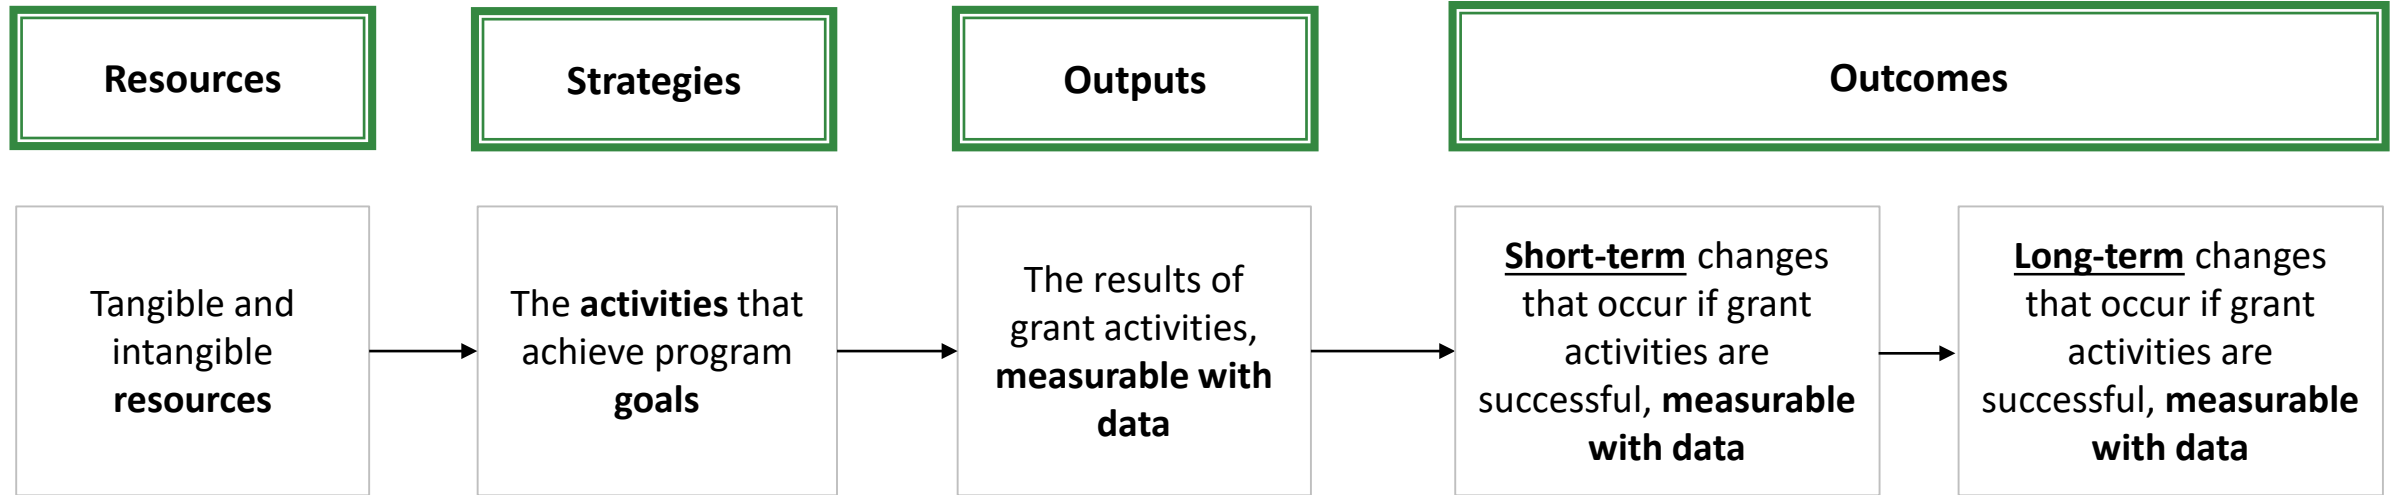 Resources
Strategies
Outputs
Outcomes
Tangible and
intangible
resources
The activities that
achieve program
goals
The results of
grant activities,
measurable with
data
Short-term changes
that occur if grant
activities are
successful, measurable
with data
Long-term changes
that occur if grant
activities are
successful, measurable
with data